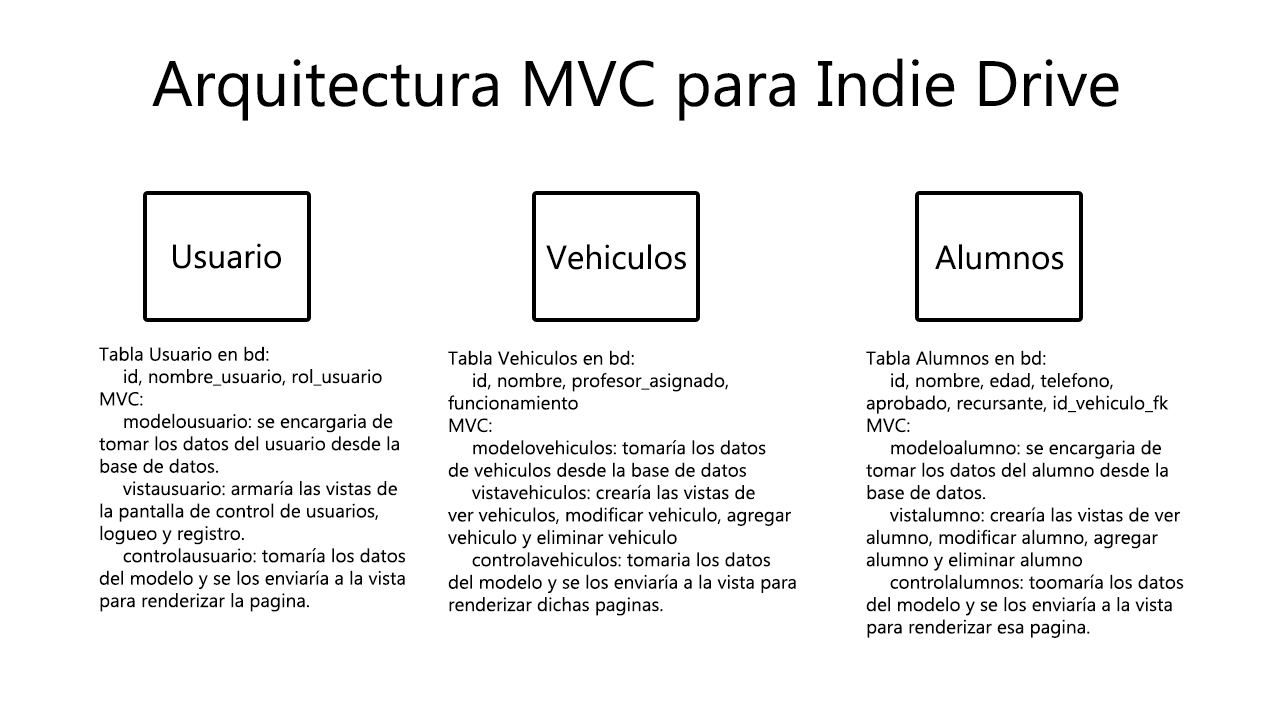 Arquitectura MVC para Indie Drive
Usuario
Vehiculos
Alumnos
Tabla Usuario en bd:
id, nombre_usuario, rol_usuario
MVC:
modelousuario: se encargaria de
tomar los datos del usuario desde la
base de datos.
vistausuario: armaría las vistas de
la pantalla de control de usuarios,
logueo y registro.
controlausuario: tomaría los datos
del modelo y se los enviaría a la vista
para renderizar la pagina.
Tabla Vehiculos en bd:
id, nombre, profesor_asignado,
funcionamiento
MVC:
modelovehiculos: tomaría los datos
de vehiculos desde la base de datos
vistavehiculos: crearía las vistas de
ver vehiculos, modificar vehiculo, agregar
vehiculo y eliminar vehiculo
controlavehiculos: tomaria los datos
del modelo y se los enviaría a la vista para
renderizar dichas paginas.
Tabla Alumnos en bd:
id, nombre, edad, telefono,
aprobado, recursante, id_vehiculo_fk
MVC:
modeloalumno: se encargaria de
tomar los datos del alumno desde la
base de datos.
vistalumno: crearía las vistas de ver
alumno, modificar alumno, agregar
alumno y eliminar alumno
controlalumnos: toomaría los datos
del modelo y se los enviaría a la vista
para renderizar esa pagina.